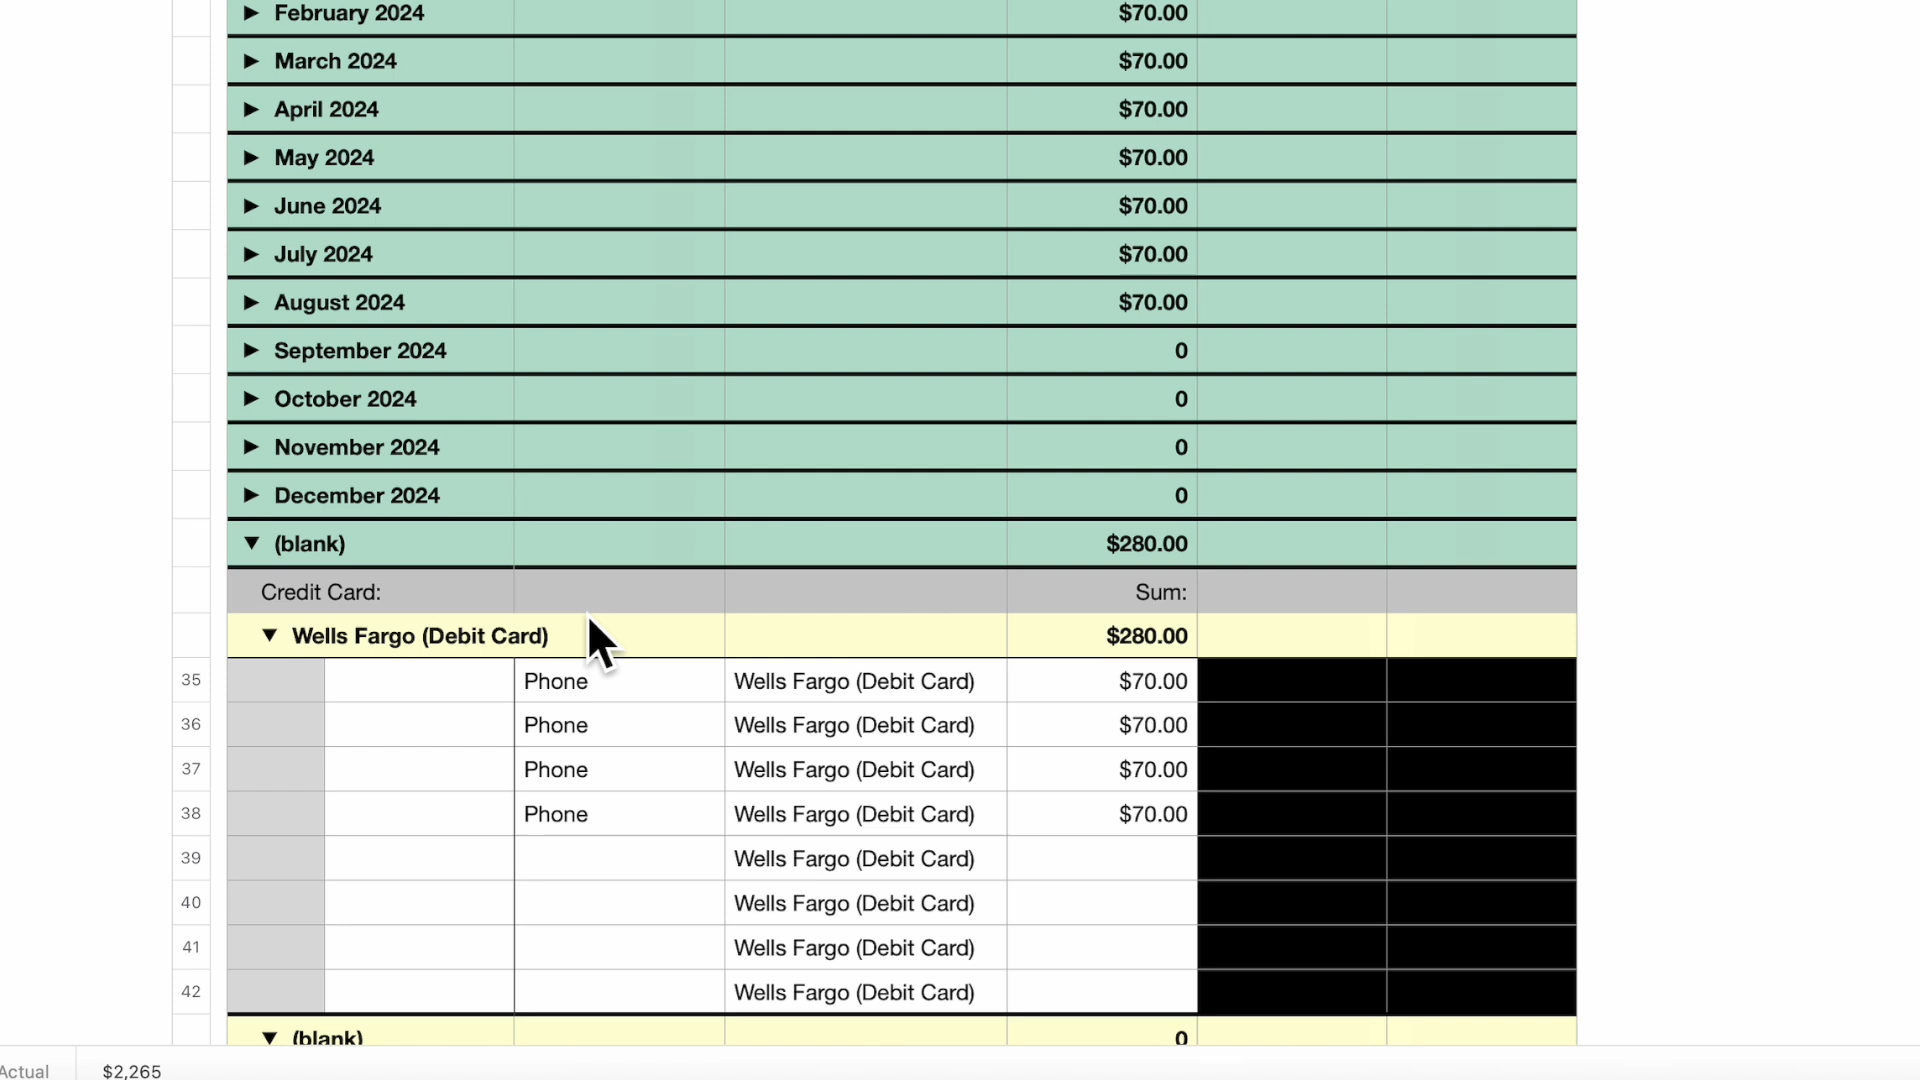 February 2024 $70.00
March 2024 $70.00
April 2024 $70.00
May 2024 $70.00
June 2024 $70.00
July 2024 $70.00
August 2024 $70.00
September 2024 0
October 2024 0
November 2024 0
December 2024 0
(blank) $280.00
Credit Card: Sum:
Wells Fargo (Debit Card) $280.00
35 Phone Wells Fargo (Debit Card) $70.00
36 Phone Wells Fargo (Debit Card) $70.00
37 Phone Wells Fargo (Debit Card) $70.00
38 Phone Wells Fargo (Debit Card) $70.00
39 Wells Fargo (Debit Card)
40 Wells Fargo (Debit Card)
41 Wells Fargo (Debit Card)
42 Wells Fargo (Debit Card)
(blank) 0
Actual $2,265